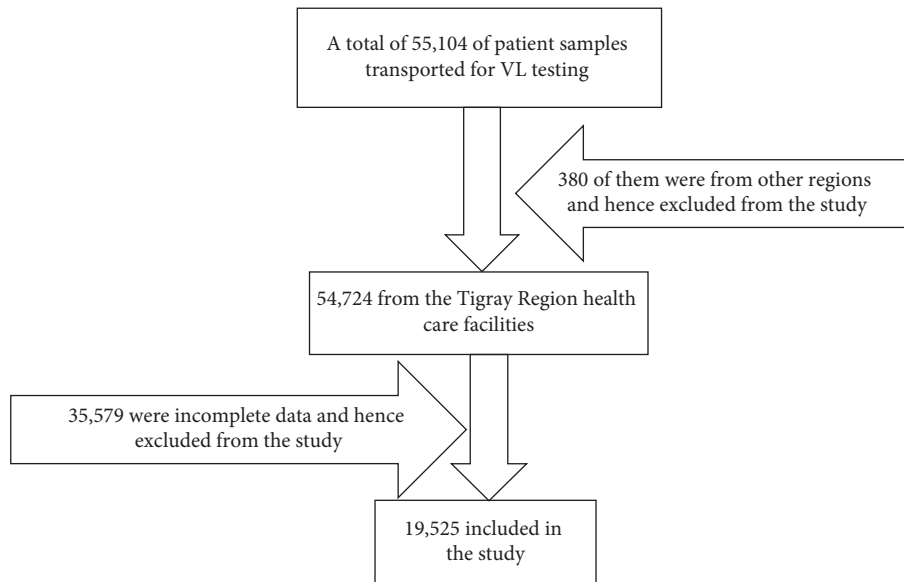 A total of 55,104 of patient samples
transported for VL testing
380 of them were from other regions
and hence excluded from the study
54,724 from the Tigray Region health
care facilities
35,579 were incomplete data and hence
excluded from the study
19,525 included in
the study